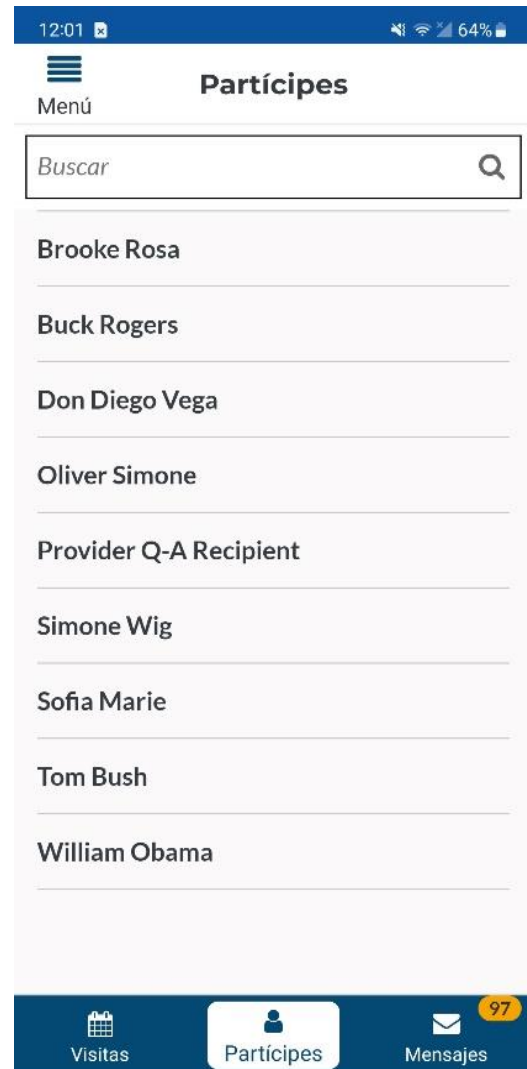 12:01 64%
Menú
Partícipes
Buscar
Brooke Rosa
Buck Rogers
Don Diego Vega
Oliver Simone
Provider Q-A Recipient
Simone Wig
Sofia Marie
Tom Bush
William Obama
97
Visitas Partícipes Mensajes